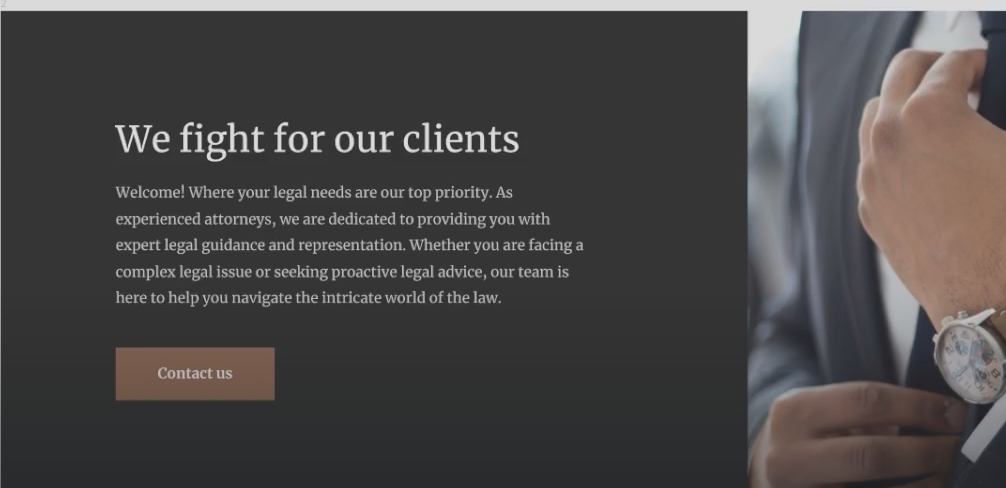 We fight for our clients
Welcome! Where your legal needs are our top priority. As
experienced attorneys, we are dedicated to providing you with
expert legal guidance and representation. Whether you are facing a
complex legal issue or seeking proactive legal advice, our team is
here to help you navigate the intricate world of the law.
Contact us